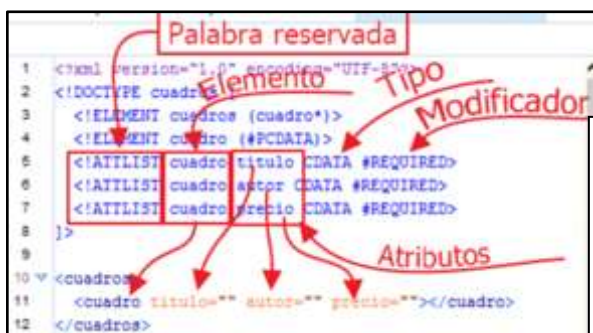 Palabra reservada
Elemento
Tipo
Modificador
1 <?xml version="1.0" encoding="UTF-8"?>
2 <!DOCTYPE cuadros [
3 <!ELEMENT cuadros (cuadro*)>
4 <!ELEMENT cuadro (#PCDATA)>
5 <!ATTLIST cuadro titulo CDATA #REQUIRED>
6 <!ATTLIST cuadro autor CDATA #REQUIRED>
7 <!ATTLIST cuadro precio CDATA #REQUIRED>
8 ]>
Atributos
9
10 <cuadros>
11 <cuadro titulo="" autor="" precio=""></cuadro>
12 </cuadros>